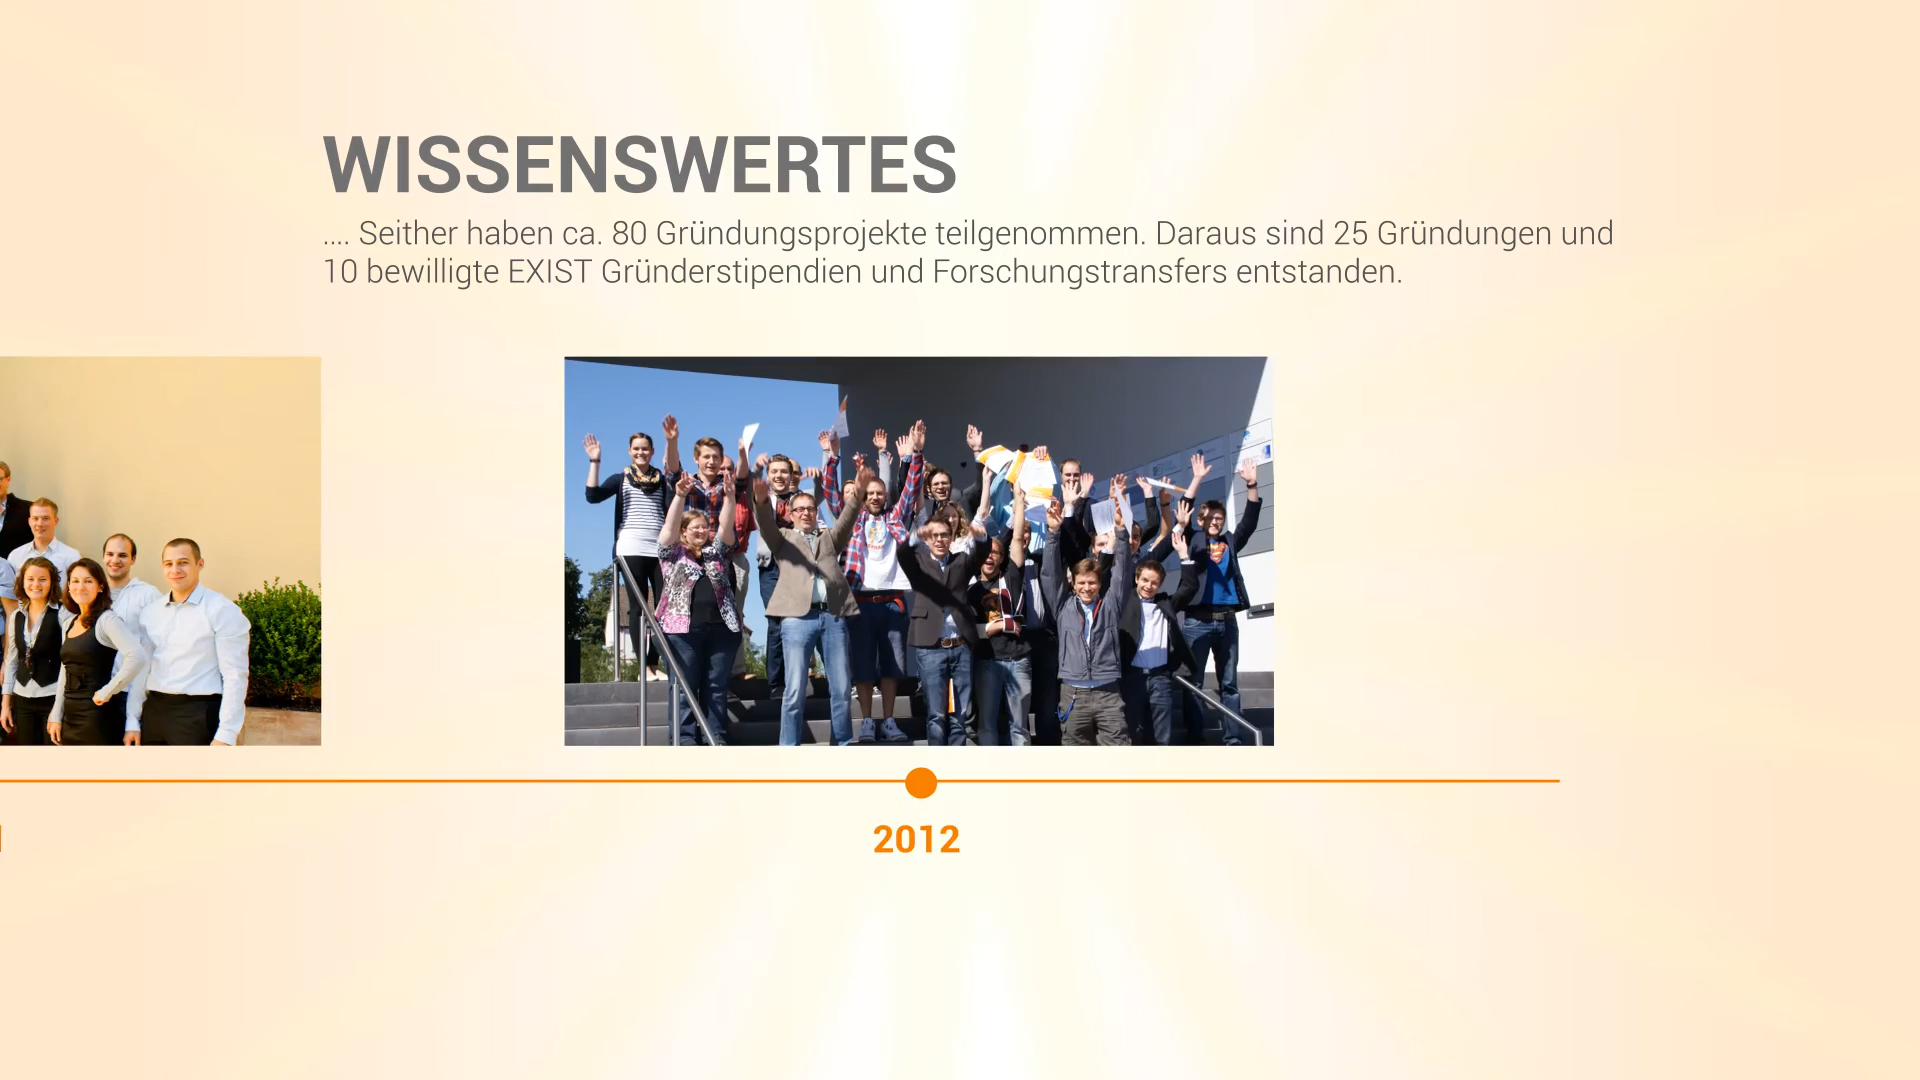 WISSENSWERTES
.... Seither haben ca. 80 Gründungsprojekte teilgenommen. Daraus sind 25 Gründungen und
10 bewilligte EXIST Gründerstipendien und Forschungstransfers entstanden.
2012